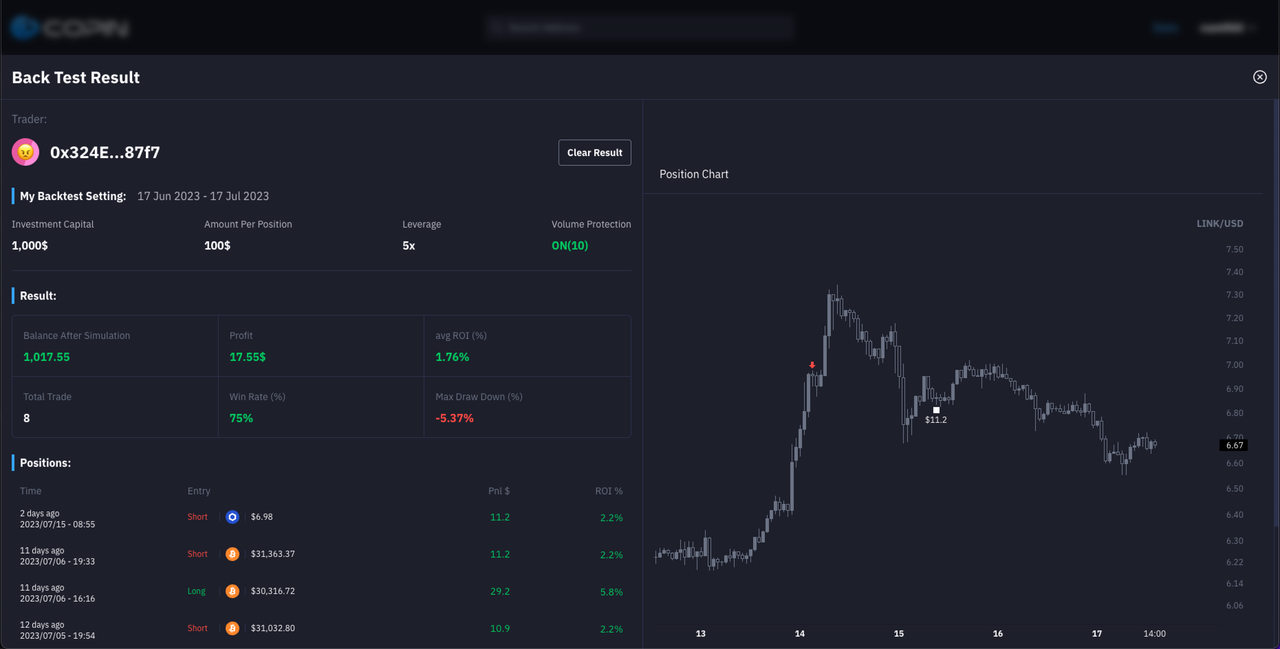 COPIN
Back Test Result
Trader:
0x324E...87f7
Clear Result
My Backtest Setting: 17 Jun 2023 - 17 Jul 2023
Investment Capital Amount Per Position Leverage Volume Protection
1,000$ 100$ 5x ON(10)
Result:
Balance After Simulation Profit avg ROI (%)
1,017.55 17.55$ 1.76%
Total Trade Win Rate (%) Max Draw Down (%)
8 75% -5.37%
Positions:
Time Entry Pnl $ ROI %
2 days ago
2023/07/15 - 08:55 Short $6.98 11.2 2.2%
11 days ago
2023/07/06 - 19:33 Short $31,363.37 11.2 2.2%
11 days ago
2023/07/06 - 16:16 Long $30,316.72 29.2 5.8%
12 days ago
2023/07/05 - 19:54 Short $31,032.80 10.9 2.2%
Position Chart
LINK/USD
7.50
7.40
7.30
7.20
7.10
7.00
6.90
6.80
6.70
6.67
6.60
6.50
6.40
6.30
6.22
6.14
6.06
$11.2
13 14 15 16 17 14:00